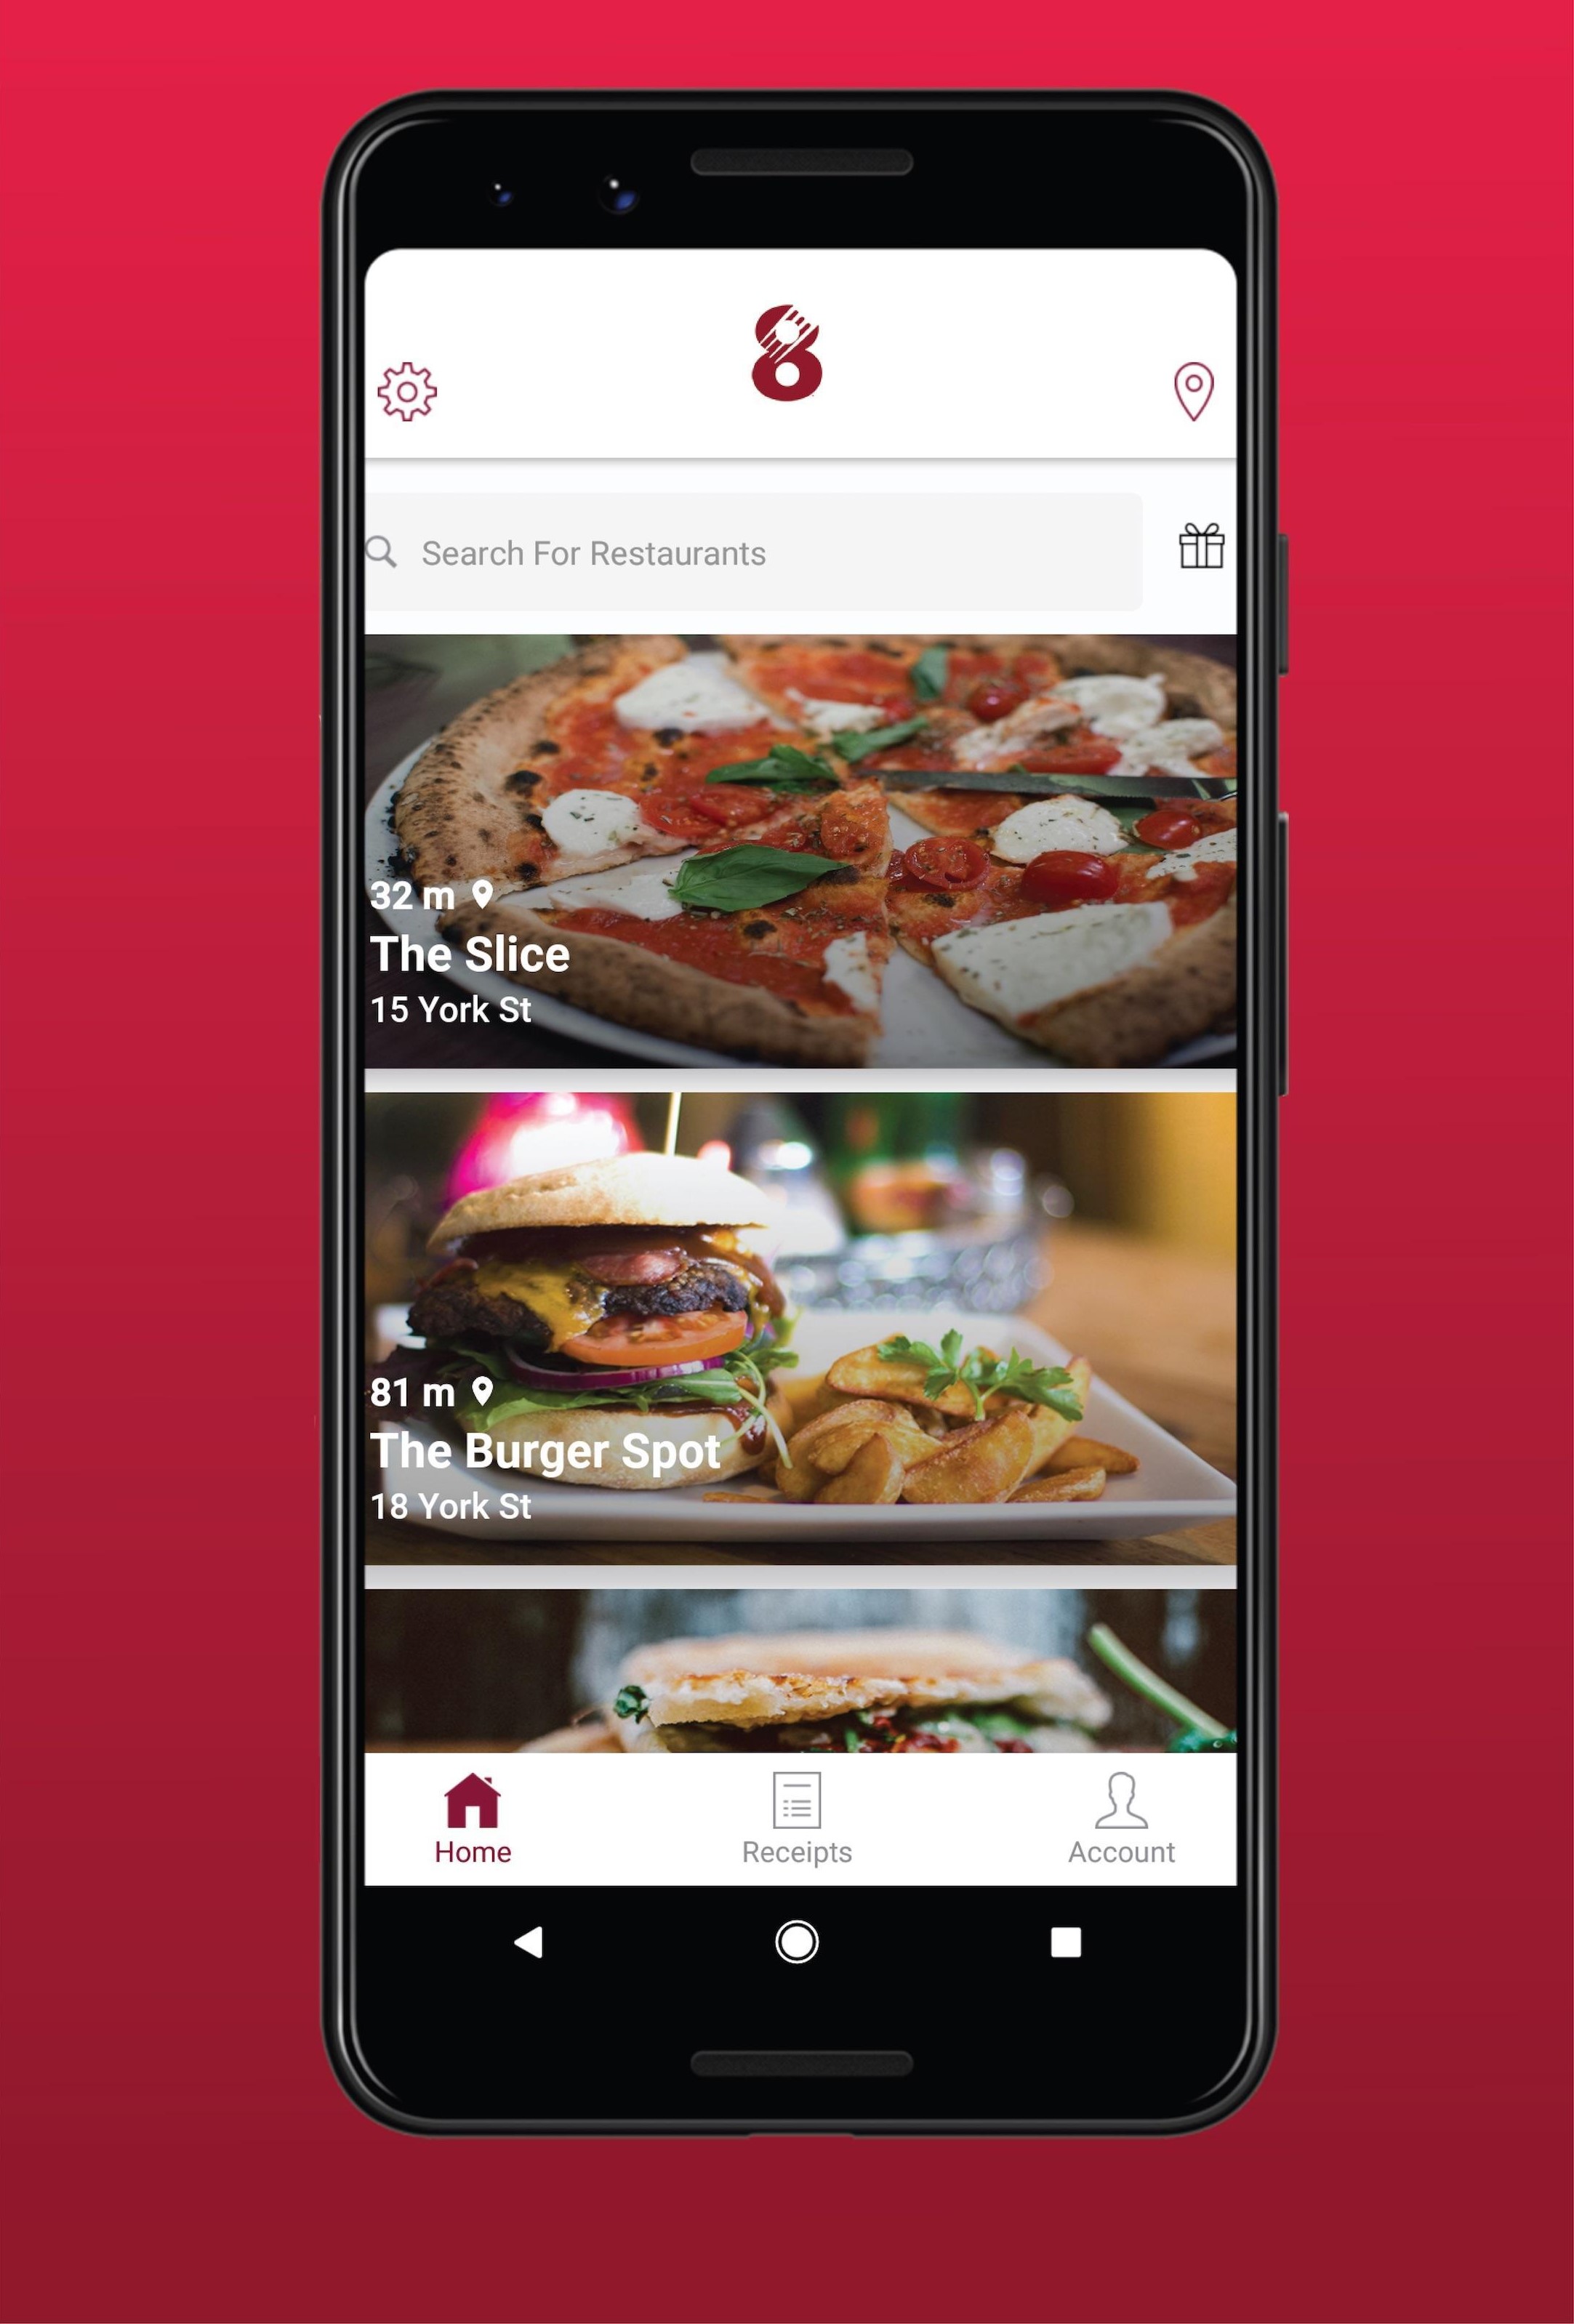 8
Search For Restaurants
32 m
The Slice
15 York St
81 m
The Burger Spot
18 York St
Home
Receipts
Account